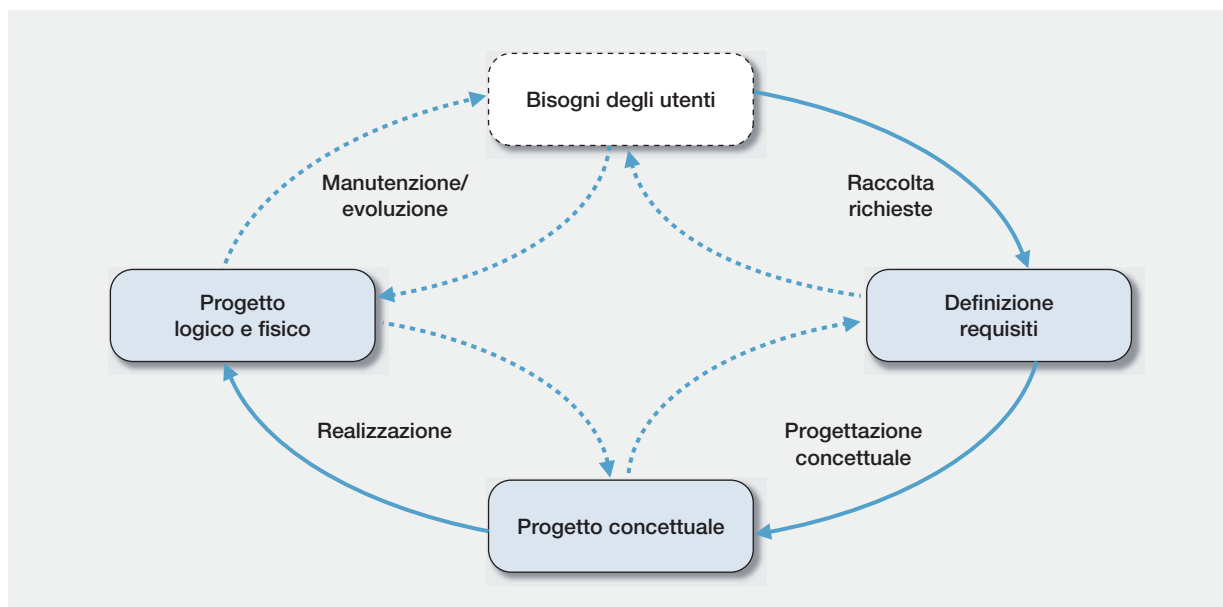 Bisogni degli utenti
Manutenzione/
evoluzione
Raccolta
richieste
Progetto
logico e fisico
Definizione
requisiti
Realizzazione
Progettazione
concettuale
Progetto concettuale